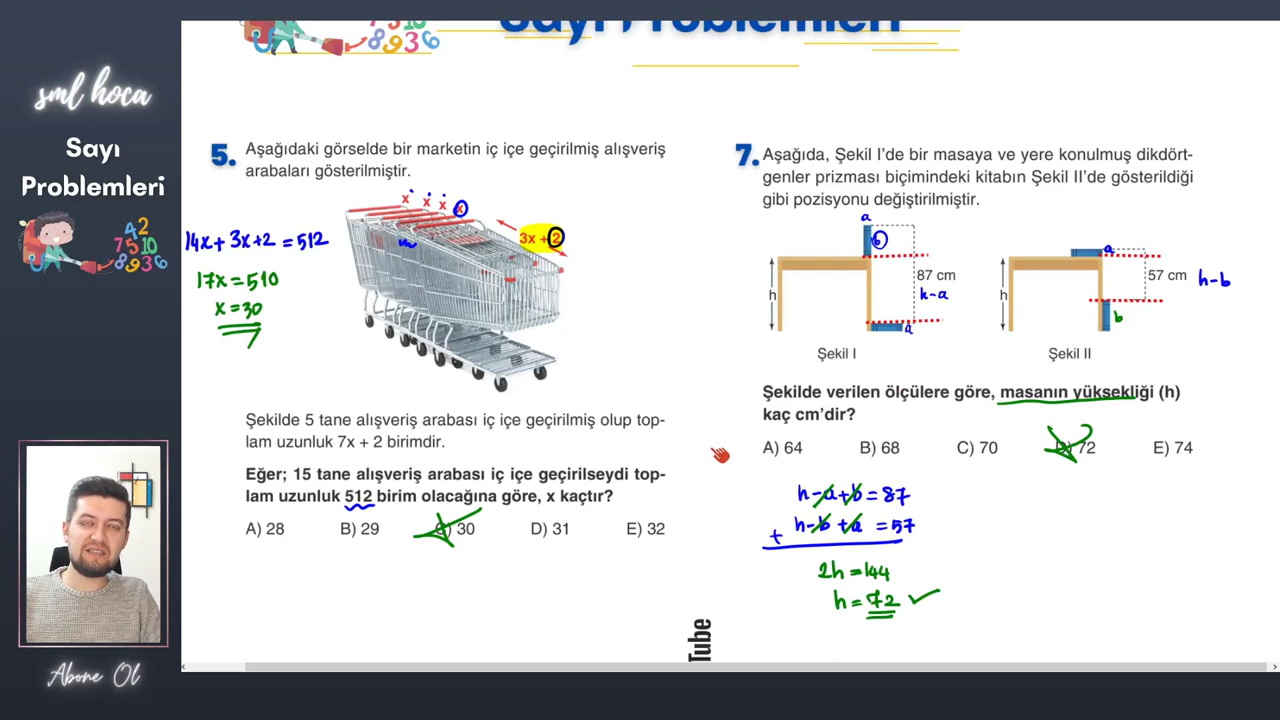 Sayı Problemleri
sml hoca
Sayı
Problemleri
Abone Ol
5. Aşağıdaki görselde bir marketin iç içe geçirilmiş alışveriş
arabaları gösterilmiştir.
x x x x
3x + 2
14x + 3x + 2 = 512
17x = 510
x = 30
Şekilde 5 tane alışveriş arabası iç içe geçirilmiş olup top-
lam uzunluk 7x + 2 birimdir.
Eğer; 15 tane alışveriş arabası iç içe geçirilseydi top-
lam uzunluk 512 birim olacağına göre, x kaçtır?
A) 28 B) 29 C) 30 D) 31 E) 32
7. Aşağıda, Şekil I’de bir masaya ve yere konulmuş dikdört-
genler prizması biçimindeki kitabın Şekil II’de gösterildiği
gibi pozisyonu değiştirilmiştir.
a
b
h
87 cm
h-a
a
Şekil I
a
h
57 cm
h-b
b
Şekil II
Şekilde verilen ölçülere göre, masanın yüksekliği (h)
kaç cm’dir?
A) 64 B) 68 C) 70 D) 72 E) 74
h-a+b = 87
+ h-b+a = 57
2h = 144
h = 72
Tube